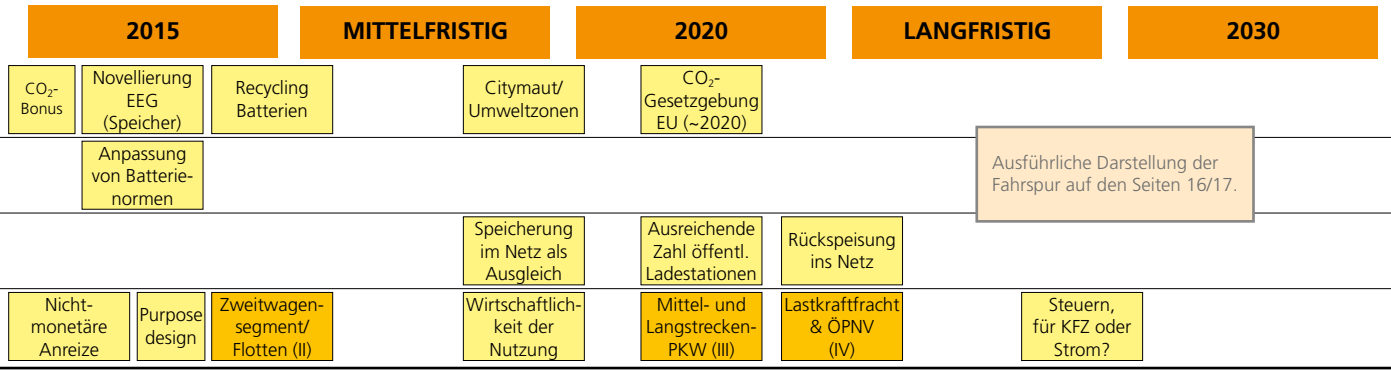 2015
MITTELFRISTIG
2020
LANGFRISTIG
2030
CO₂-
Bonus
Novellierung
EEG
(Speicher)
Recycling
Batterien
Citymaut/
Umweltzonen
CO₂-
Gesetzgebung
EU (~2020)
Anpassung
von Batterie-
normen
Ausführliche Darstellung der
Fahrspur auf den Seiten 16/17.
Speicherung
im Netz als
Ausgleich
Ausreichende
Zahl öffentl.
Ladestationen
Rückspeisung
ins Netz
Nicht-
monetäre
Anreize
Purpose
design
Zweitwagen-
segment/
Flotten (II)
Wirtschaftlich-
keit der
Nutzung
Mittel- und
Langstrecken-
PKW (III)
Lastkraftfracht
& ÖPNV
(IV)
Steuern,
für KFZ oder
Strom?